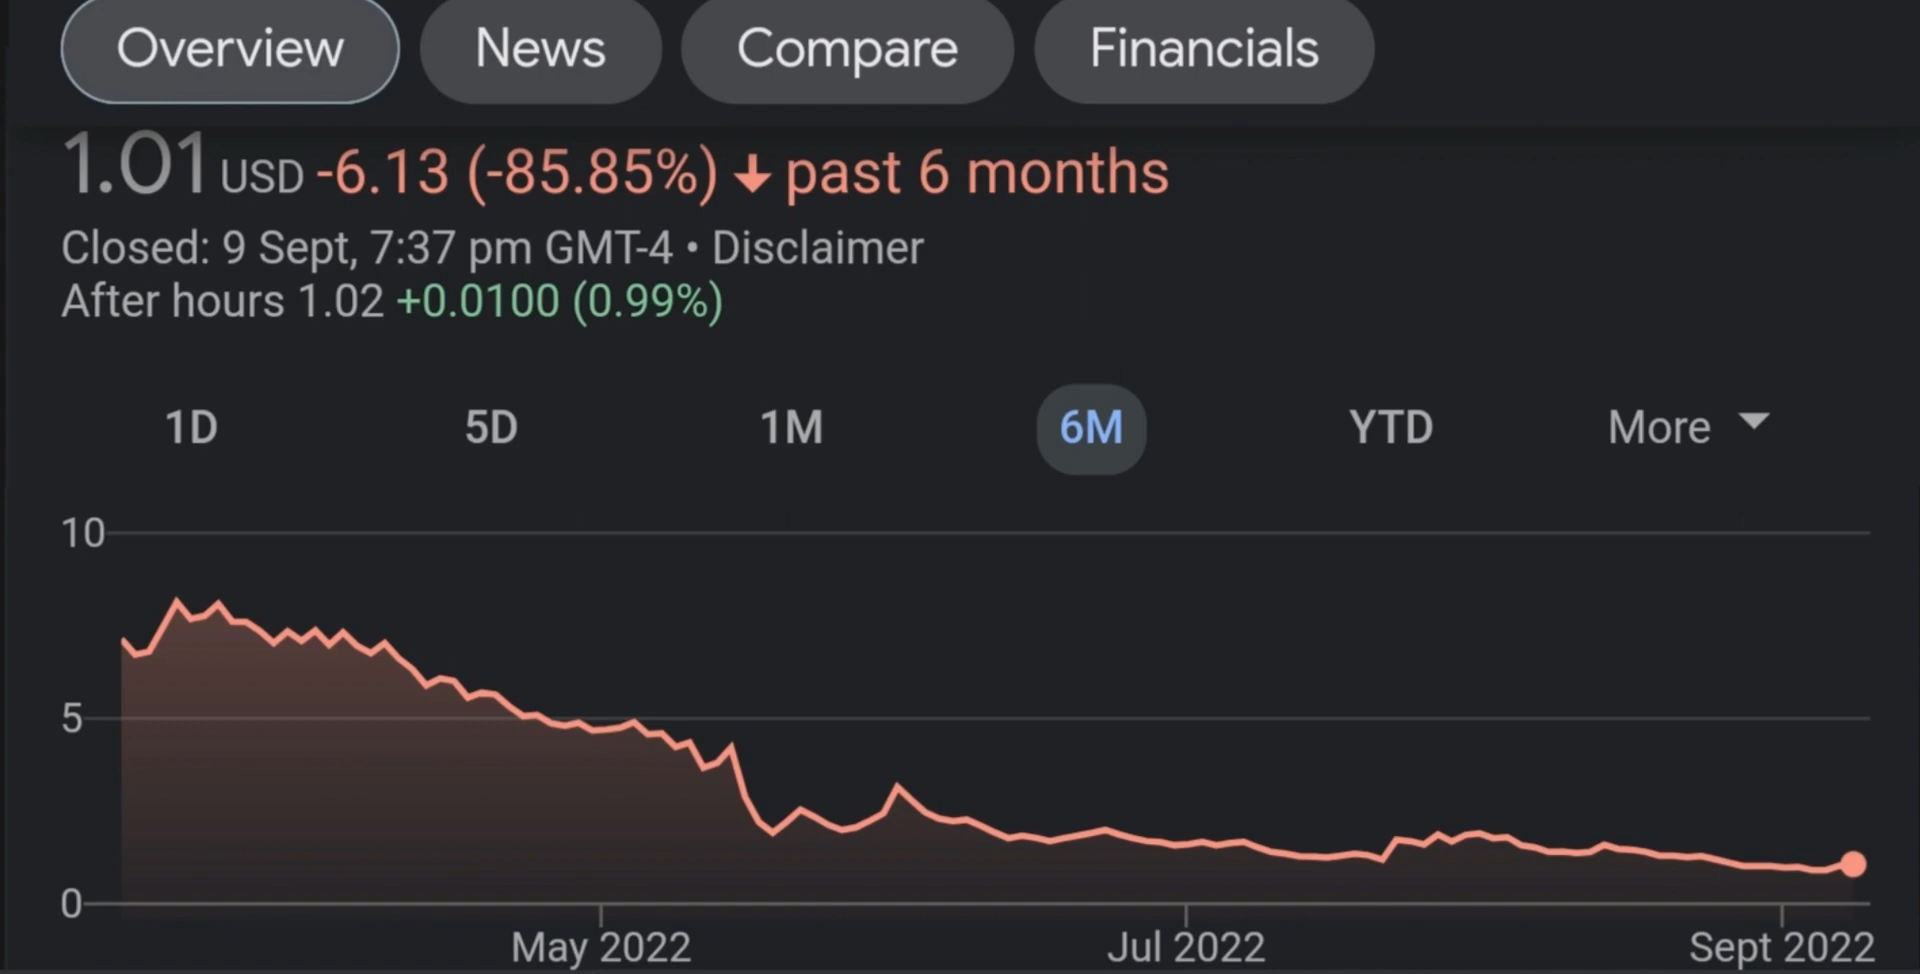 Overview News Compare Financials
1.01 USD -6.13 (-85.85%) ↓ past 6 months
Closed: 9 Sept, 7:37 pm GMT-4 • Disclaimer
After hours 1.02 +0.0100 (0.99%)
1D 5D 1M 6M YTD More
10
5
0
May 2022 Jul 2022 Sept 2022